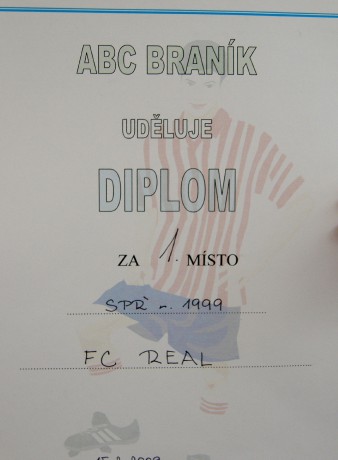 ABC BRANÍK
UDĚLUJE
DIPLOM
ZA 1. MÍSTO
SPŘ r. 1999
FC REAL